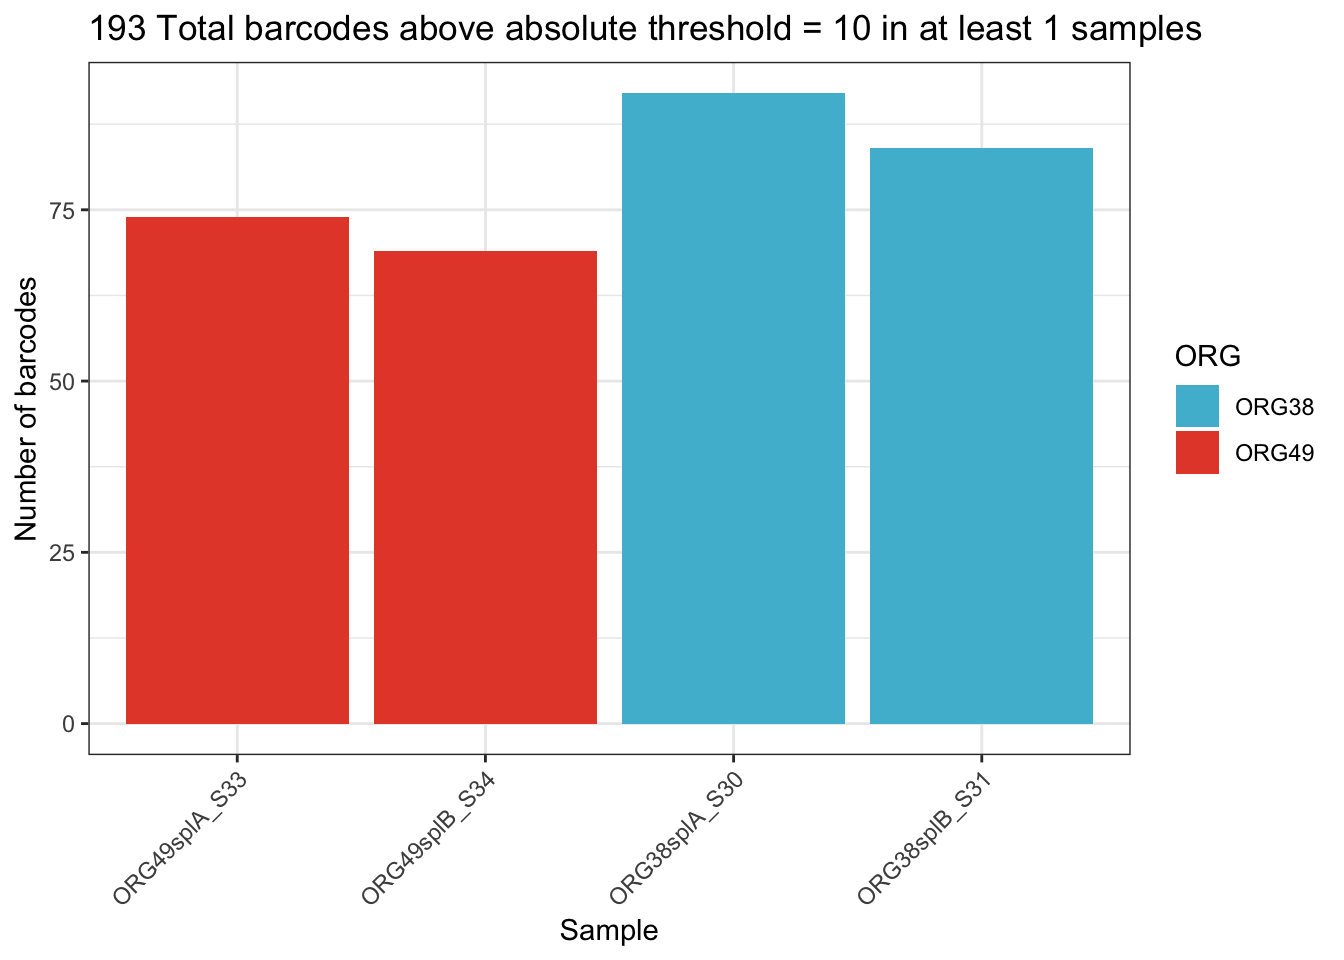 193 Total barcodes above absolute threshold = 10 in at least 1 samples
Number of barcodes
75
50
25
0
ORG49splA_S33
ORG49splB_S34
ORG38splA_S30
ORG38splB_S31
Sample
ORG
ORG38
ORG49